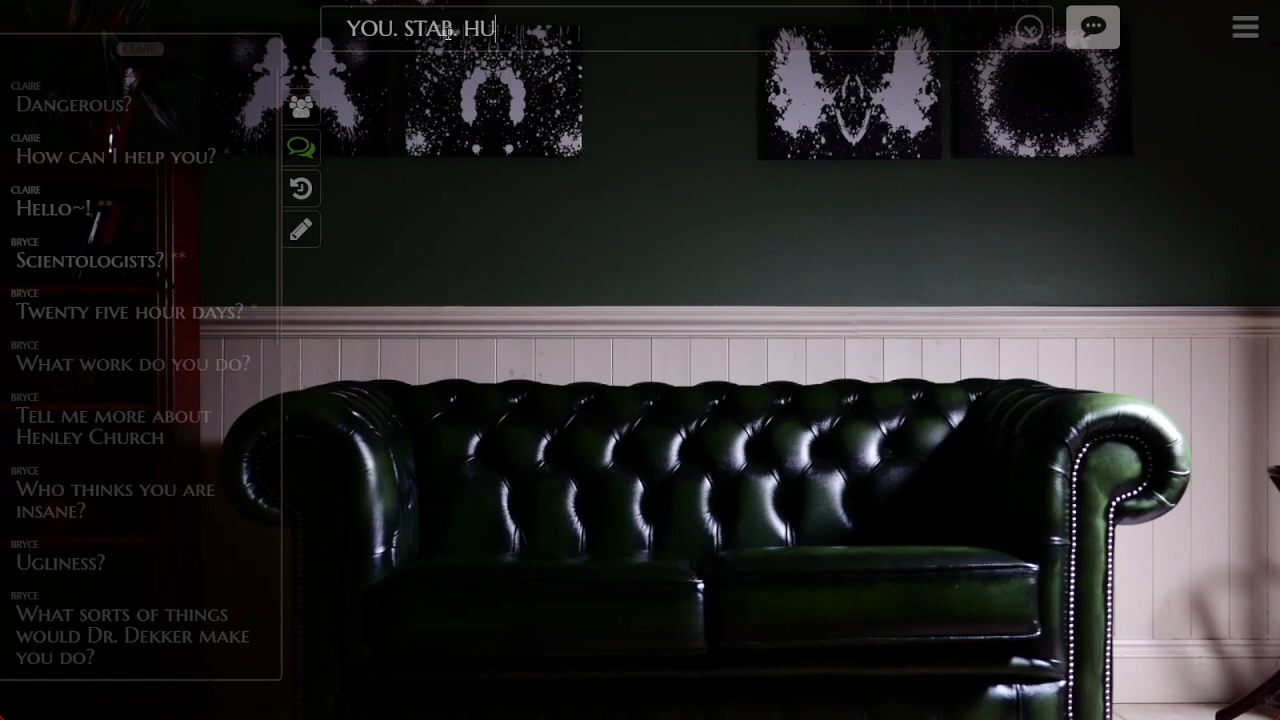 YOU. STAB. HU
CLAIRE
CLAIRE
DANGEROUS?
CLAIRE
HOW CAN I HELP YOU? *
CLAIRE
HELLO~! **
BRYCE
SCIENTOLOGISTS? **
BRYCE
TWENTY FIVE HOUR DAYS? *
BRYCE
WHAT WORK DO YOU DO?
BRYCE
TELL ME MORE ABOUT
HENLEY CHURCH
BRYCE
WHO THINKS YOU ARE
INSANE?
BRYCE
UGLINESS?
BRYCE
WHAT SORTS OF THINGS
WOULD DR. DEKKER MAKE
YOU DO?